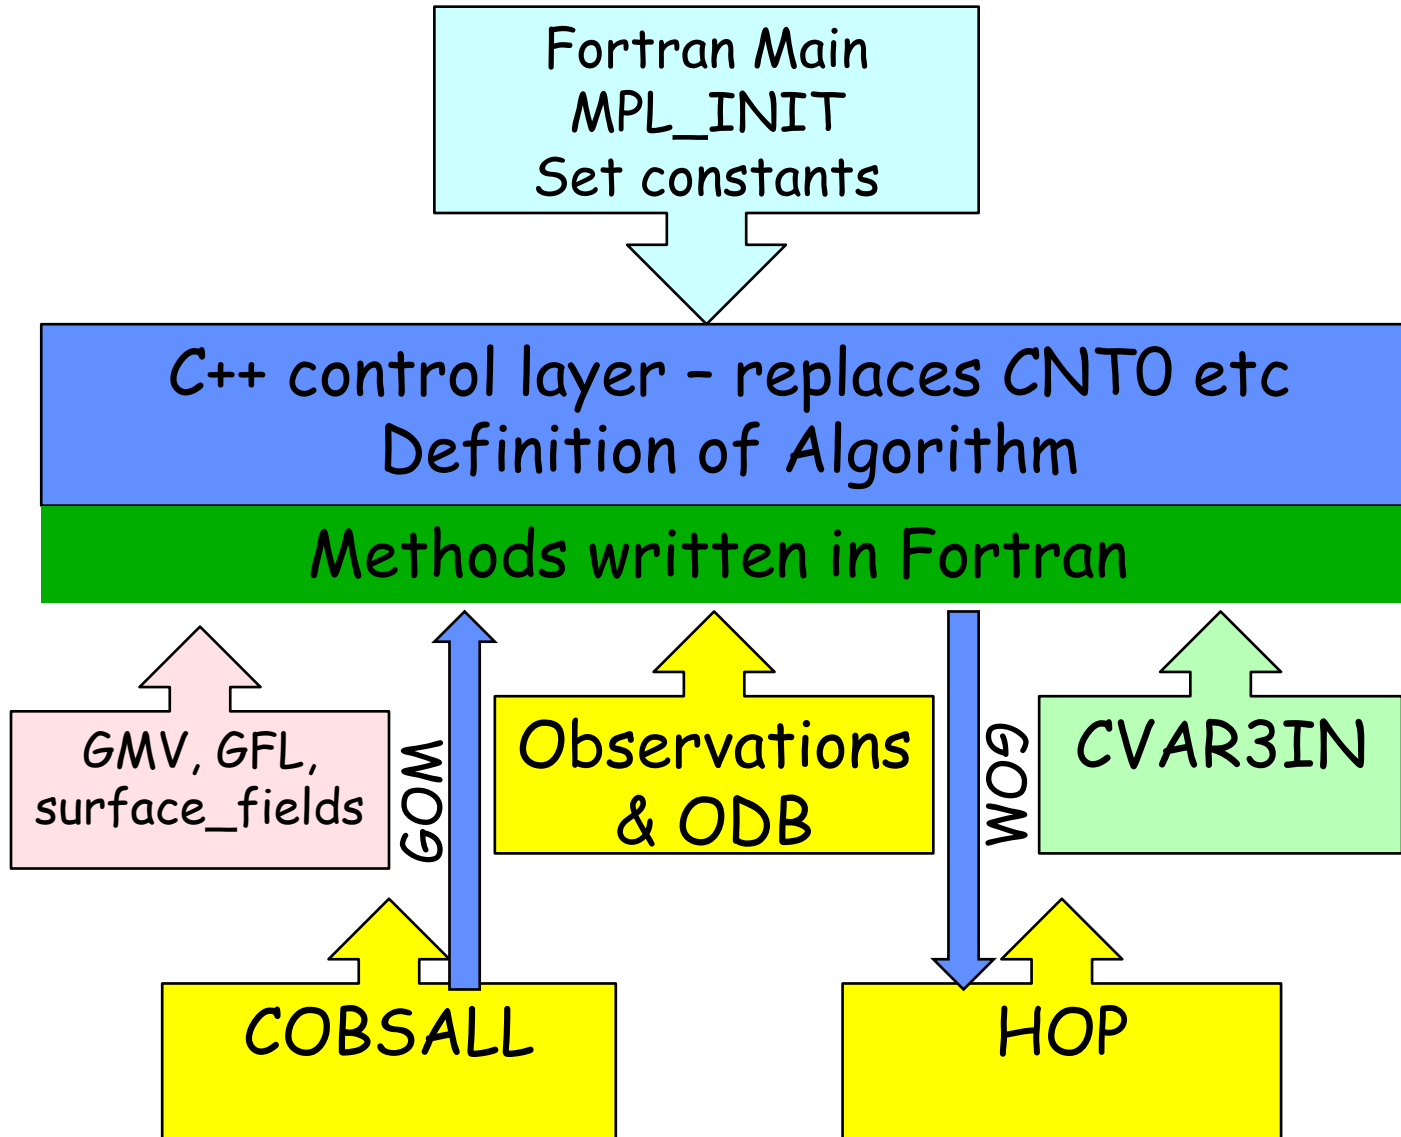 Fortran Main
MPL_INIT
Set constants
C++ control layer – replaces CNT0 etc
Definition of Algorithm
Methods written in Fortran
GMV, GFL,
surface_fields
GOM
Observations
& ODB
GOM
CVAR3IN
COBSALL
HOP